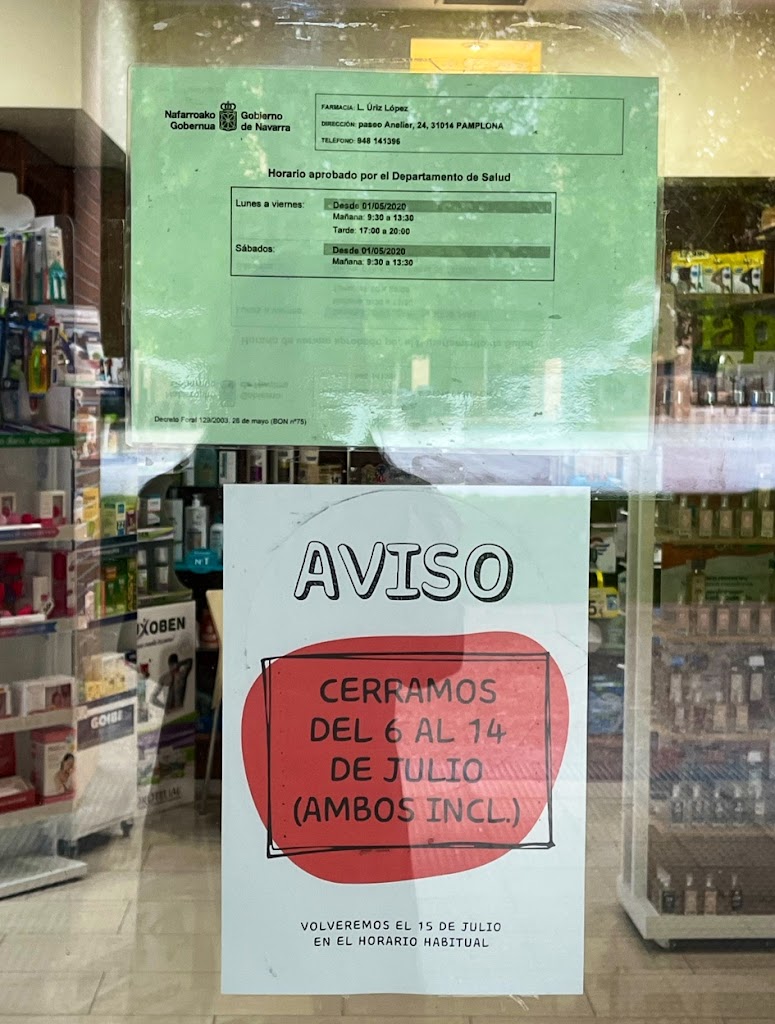 Nafarroako Gobernua
Gobierno de Navarra
FARMACIA: L. Úriz López
DIRECCIÓN: paseo Anelier, 24, 31014 PAMPLONA
TELÉFONO: 948 141396
Horario aprobado por el Departamento de Salud
Lunes a viernes: Desde 01/05/2020
Mañana: 9:30 a 13:30
Tarde: 17:00 a 20:00
Sábados: Desde 01/05/2020
Mañana: 9:30 a 13:30
Decreto Foral 129/2003, 28 de mayo (BON nº75)
AVISO
CERRAMOS
DEL 6 AL 14
DE JULIO
(AMBOS INCL.)
VOLVEREMOS EL 15 DE JULIO
EN EL HORARIO HABITUAL
OXOBEN
GOIBI
Nº1